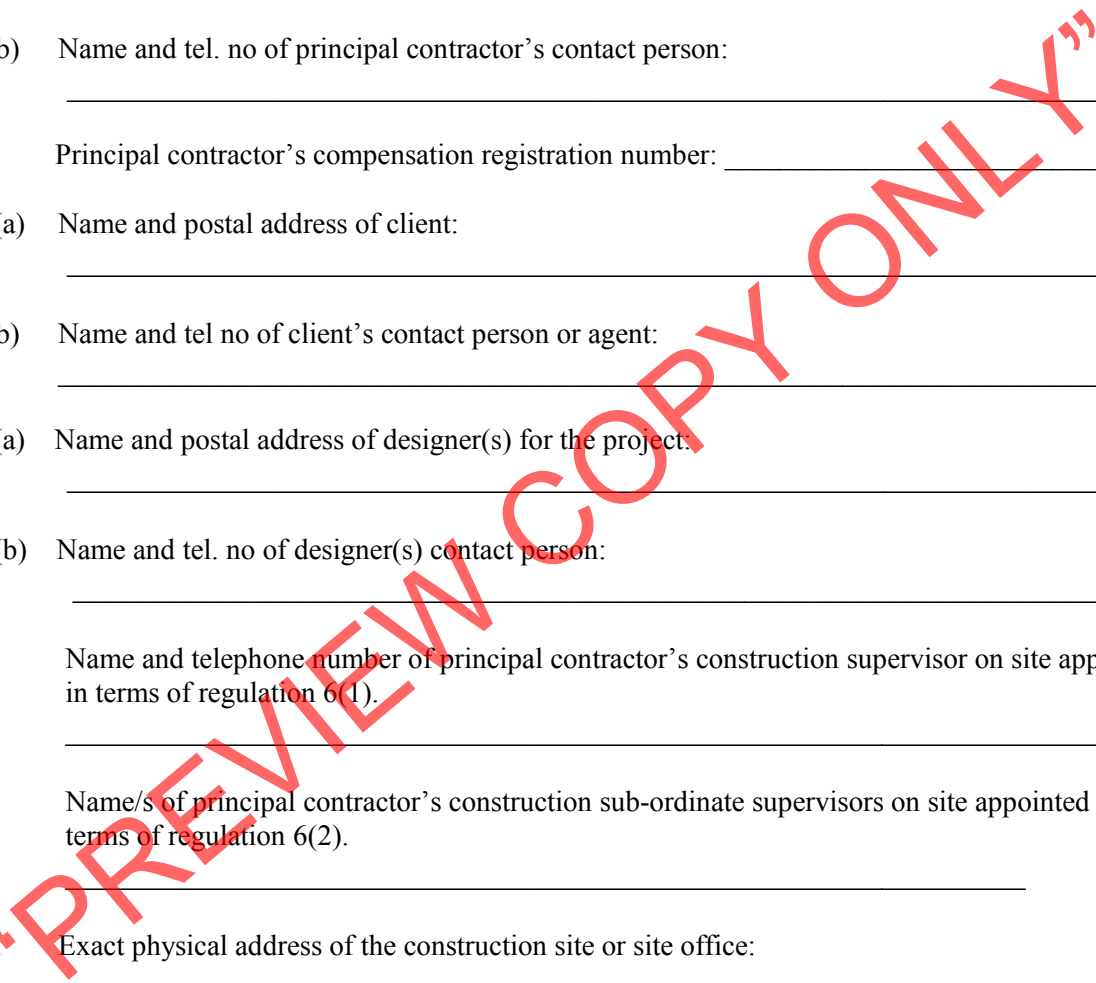 b) Name and tel. no of principal contractor’s contact person:
Principal contractor’s compensation registration number:
(a) Name and postal address of client:
b) Name and tel no of client’s contact person or agent:
(a) Name and postal address of designer(s) for the project:
(b) Name and tel. no of designer(s) contact person:
Name and telephone number of principal contractor’s construction supervisor on site app
in terms of regulation 6(1).
Name/s of principal contractor’s construction sub-ordinate supervisors on site appointed
terms of regulation 6(2).
Exact physical address of the construction site or site office:
“PREVIEW COPY ONLY”